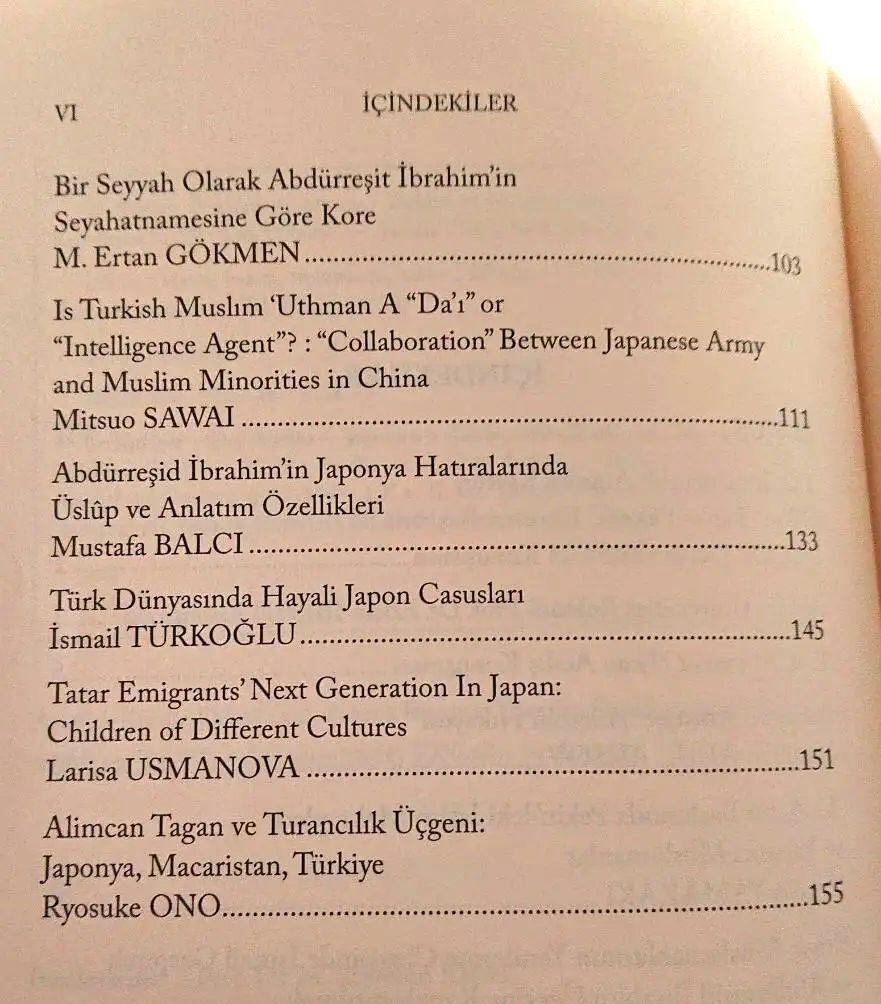 VI
İÇİNDEKİLER
Bir Seyyah Olarak Abdürreşit İbrahim'in
Seyahatnamesine Göre Kore
M. Ertan GÖKMEN..........103
Is Turkish Muslım ‘Uthman A “Da’ı” or
“Intelligence Agent”? : “Collaboration” Between Japanese Army
and Muslim Minorities in China
Mitsuo SAWAI..........111
Abdürreşid İbrahim’in Japonya Hatıralarında
Üslûp ve Anlatım Özellikleri
Mustafa BALCI..........133
Türk Dünyasında Hayali Japon Casusları
İsmail TÜRKOĞLU..........145
Tatar Emigrants’ Next Generation In Japan:
Children of Different Cultures
Larisa USMANOVA..........151
Alimcan Tagan ve Turancılık Üçgeni:
Japonya, Macaristan, Türkiye
Ryosuke ONO..........155